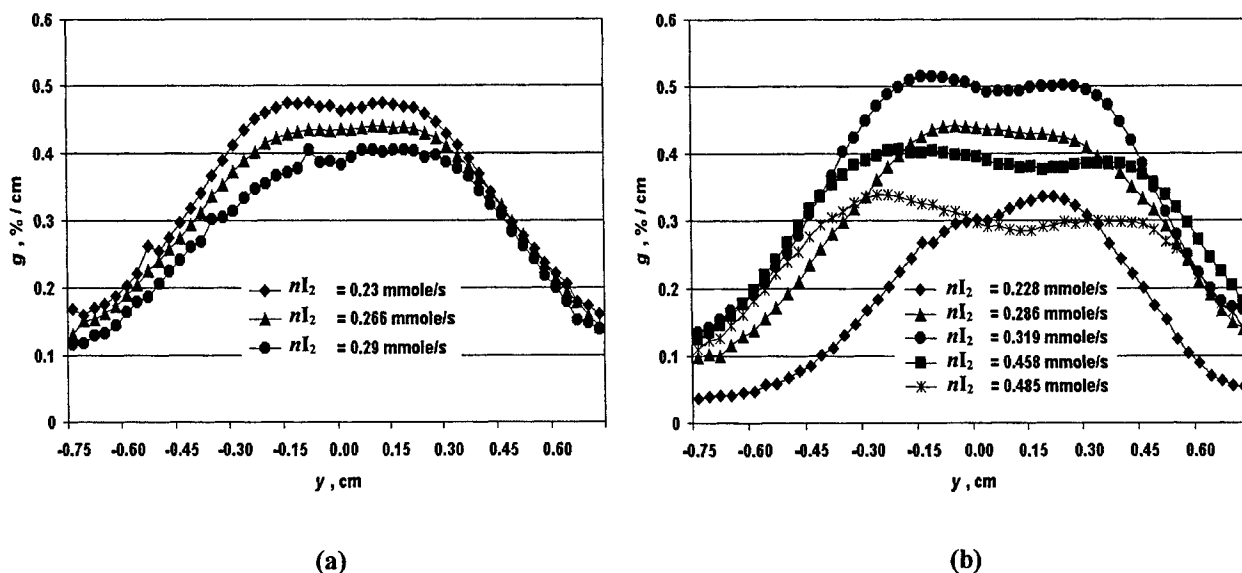 0.6
0.5
0.4
0.3
0.2
0.1
0
g , % / cm
-0.75 -0.60 -0.45 -0.30 -0.15 0.00 0.15 0.30 0.45 0.60
y , cm
nI₂ = 0.23 mmole/s
nI₂ = 0.266 mmole/s
nI₂ = 0.29 mmole/s
(a)
0.6
0.5
0.4
0.3
0.2
0.1
0
g , % / cm
-0.75 -0.60 -0.45 -0.30 -0.15 0.00 0.15 0.30 0.45 0.60
y , cm
nI₂ = 0.228 mmole/s
nI₂ = 0.286 mmole/s
nI₂ = 0.319 mmole/s
nI₂ = 0.458 mmole/s
nI₂ = 0.485 mmole/s
(b)